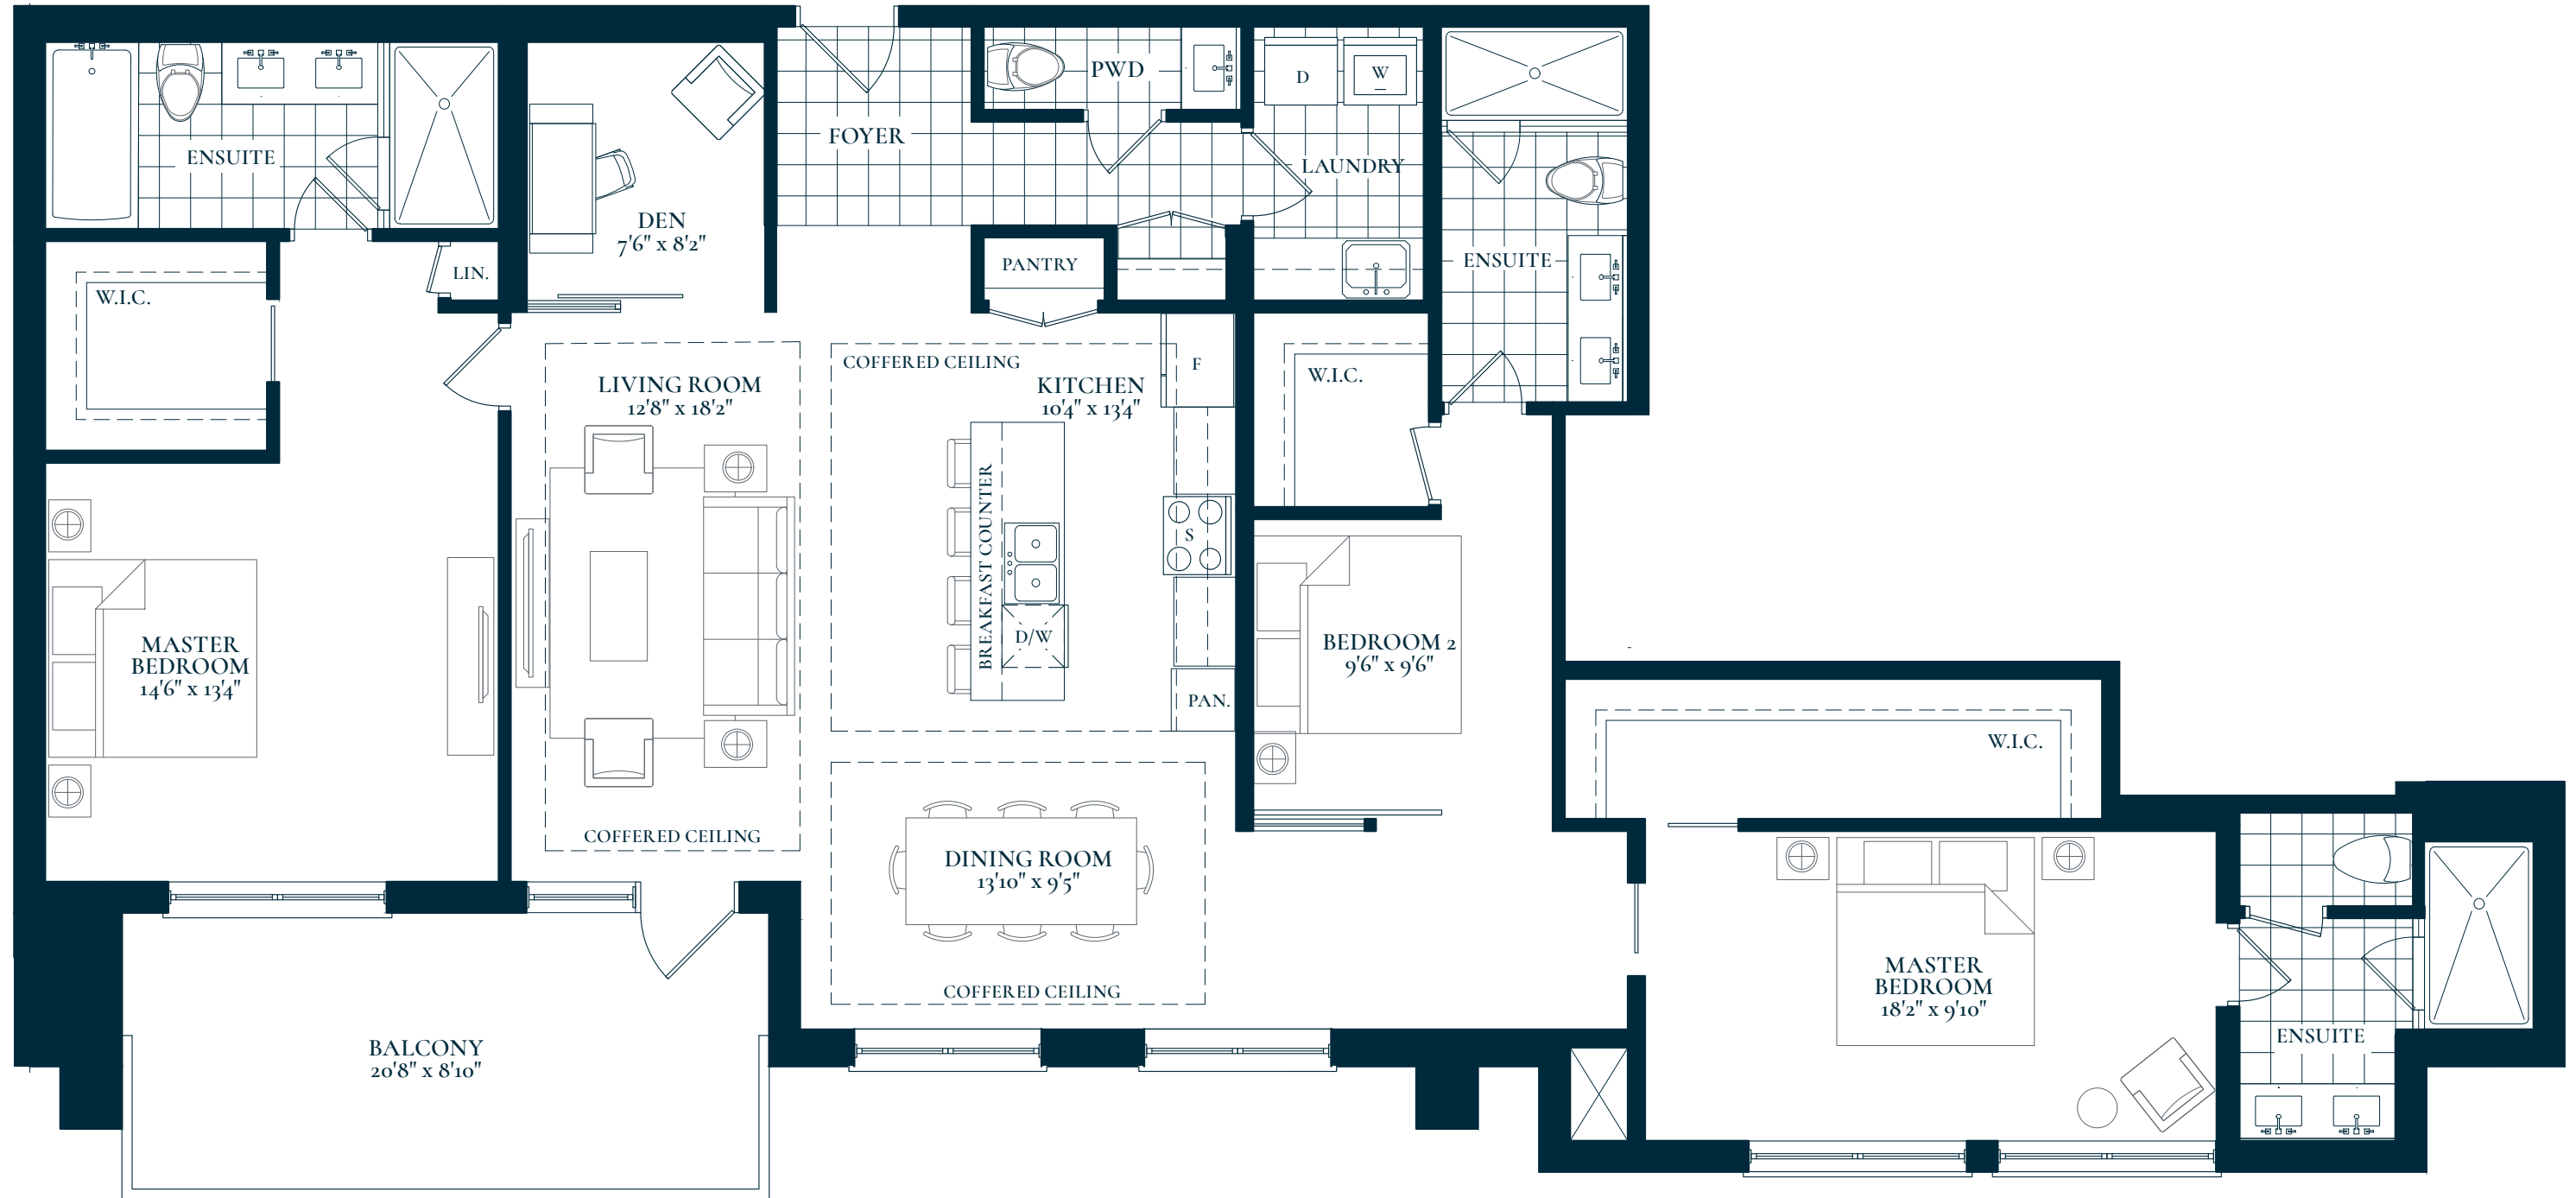 PWD
D
W
FOYER
ENSUITE
LAUNDRY
DEN
7'6" x 8'2"
ENSUITE
PANTRY
LIN.
W.I.C.
COFFERED CEILING
F
W.I.C.
LIVING ROOM
12'8" x 18'2"
KITCHEN
10'4" x 13'4"
BREAKFAST COUNTER
S
D/W
MASTER
BEDROOM
14'6" x 13'4"
BEDROOM 2
9'6" x 9'6"
PAN.
W.I.C.
COFFERED CEILING
DINING ROOM
13'10" x 9'5"
COFFERED CEILING
MASTER
BEDROOM
18'2" x 9'10"
ENSUITE
BALCONY
20'8" x 8'10"